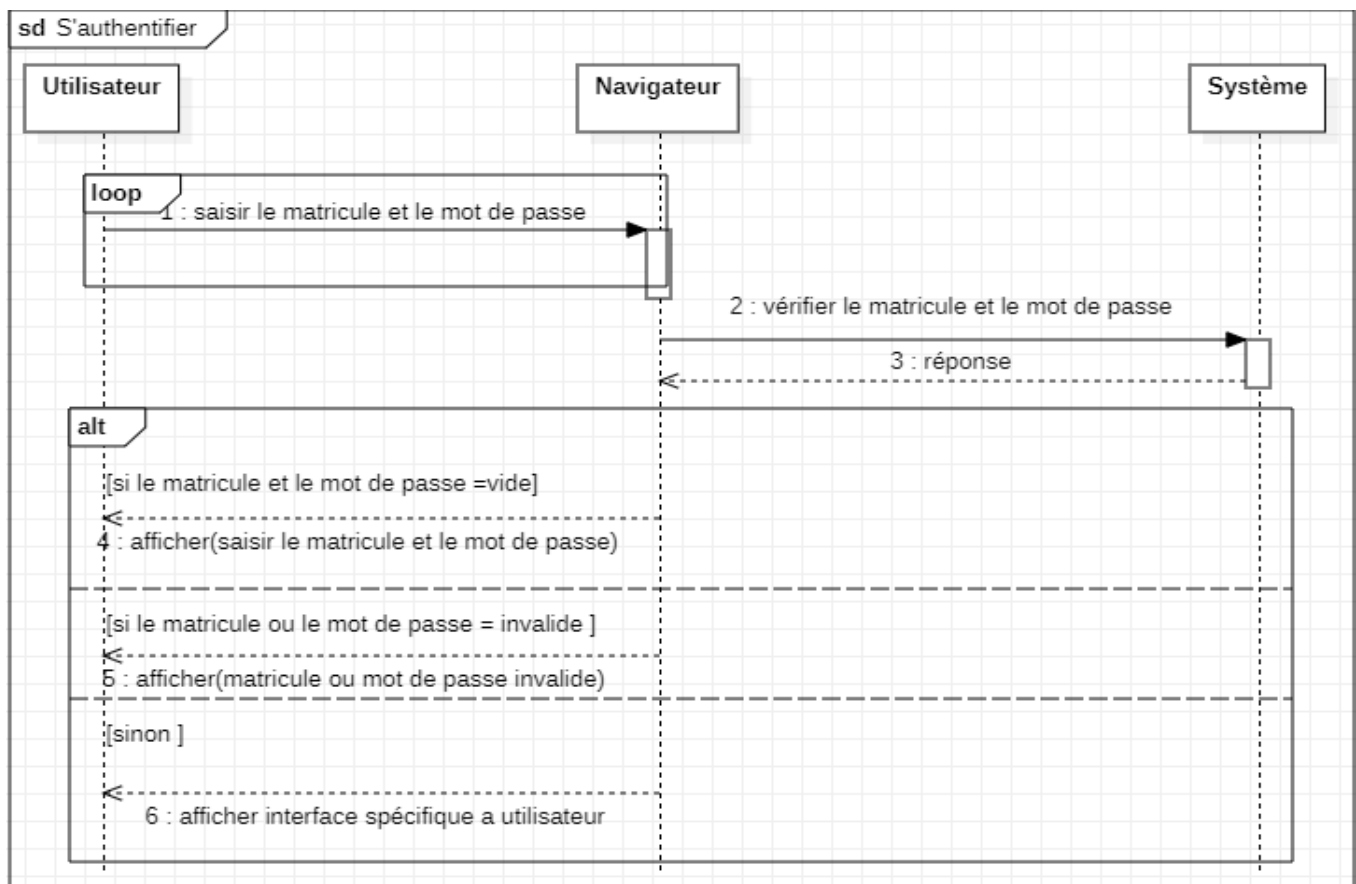 sd S'authentifier
Utilisateur
Navigateur
Système
loop
1 : saisir le matricule et le mot de passe
2 : vérifier le matricule et le mot de passe
3 : réponse
alt
[si le matricule et le mot de passe =vide]
4 : afficher(saisir le matricule et le mot de passe)
[si le matricule ou le mot de passe = invalide ]
5 : afficher(matricule ou mot de passe invalide)
[sinon ]
6 : afficher interface spécifique a utilisateur